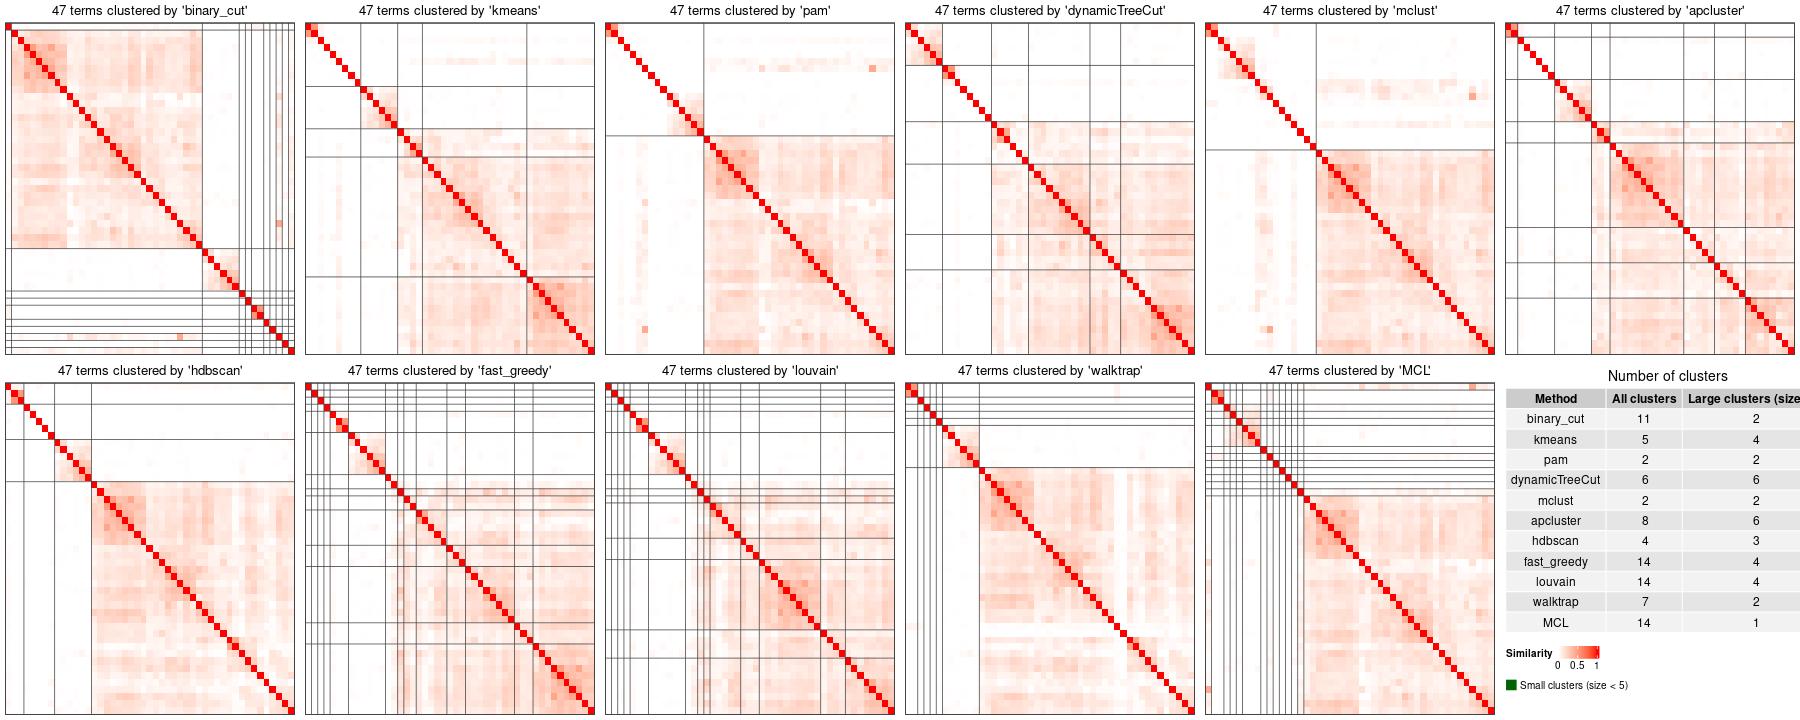 47 terms clustered by 'binary_cut'
47 terms clustered by 'kmeans'
47 terms clustered by 'pam'
47 terms clustered by 'dynamicTreeCut'
47 terms clustered by 'mclust'
47 terms clustered by 'apcluster'
47 terms clustered by 'hdbscan'
47 terms clustered by 'fast_greedy'
47 terms clustered by 'louvain'
47 terms clustered by 'walktrap'
47 terms clustered by 'MCL'
Number of clusters
Method All clusters Large clusters (size
binary_cut 11 2
kmeans 5 4
pam 2 2
dynamicTreeCut 6 6
mclust 2 2
apcluster 8 6
hdbscan 4 3
fast_greedy 14 4
louvain 14 4
walktrap 7 2
MCL 14 1
Similarity
0 0.5 1
Small clusters (size < 5)